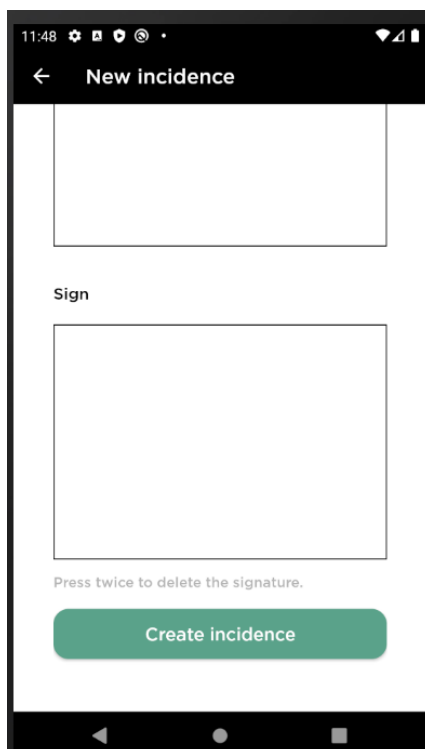 11:48
New incidence
Sign
Press twice to delete the signature.
Create incidence